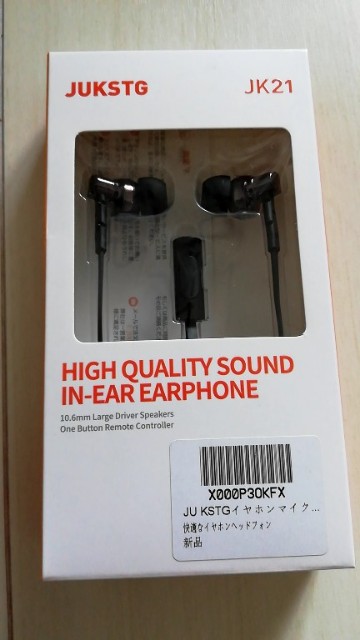 JUKSTG
JK21
HIGH QUALITY SOUND
IN-EAR EARPHONE
10.6mm Large Driver Speakers
One Button Remote Controller
X000P3OKFX
JU KSTGイヤホンマイク...
快適なイヤホンヘッドフォン
新品